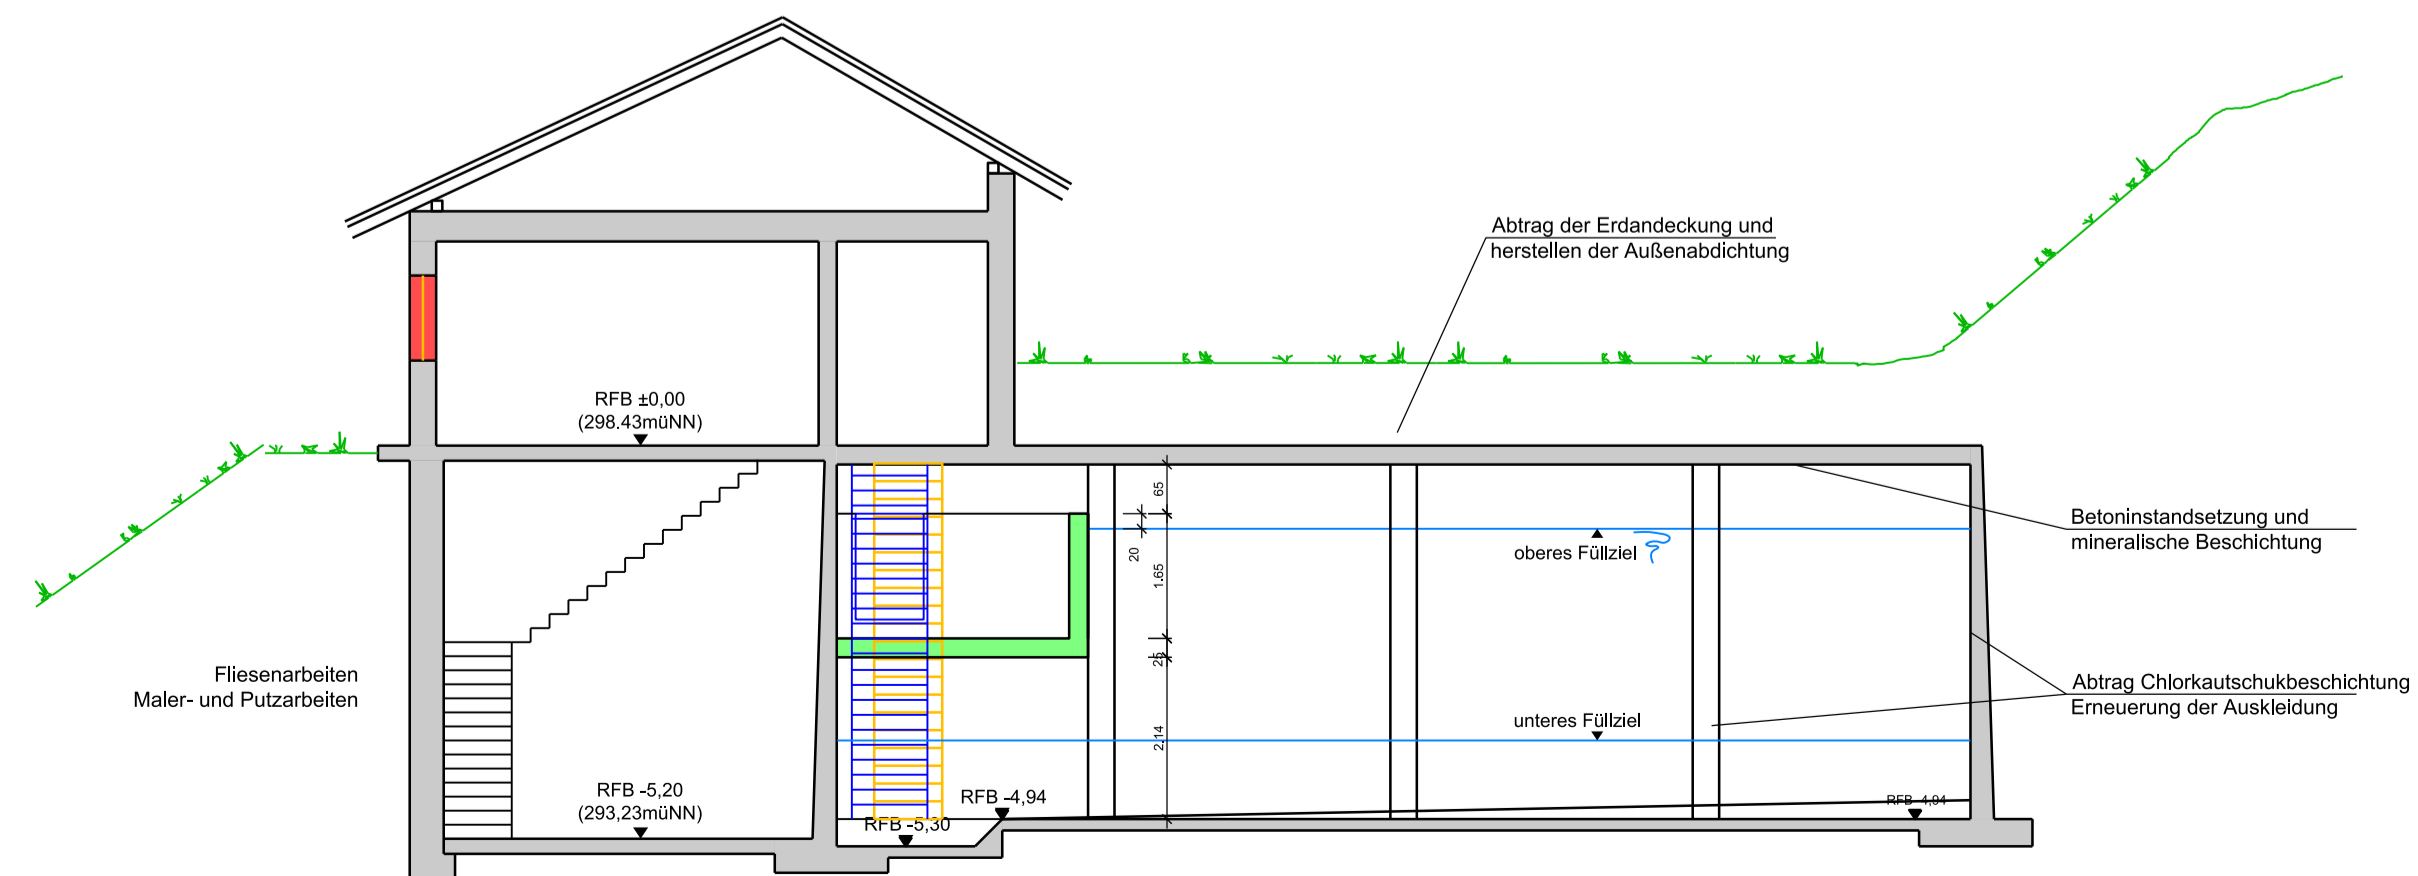 Abtrag der Erdandeckung und
herstellen der Außenabdichtung
RFB ±0,00
(298.43müNN)
65
20
1.65
25
2.14
oberes Füllziel
Betoninstandsetzung und
mineralische Beschichtung
Fliesenarbeiten
Maler- und Putzarbeiten
Abtrag Chlorkautschukbeschichtung
Erneuerung der Auskleidung
unteres Füllziel
RFB -5,20
(293,23müNN)
RFB -4,94
RFB -4,94
RFB -5,30